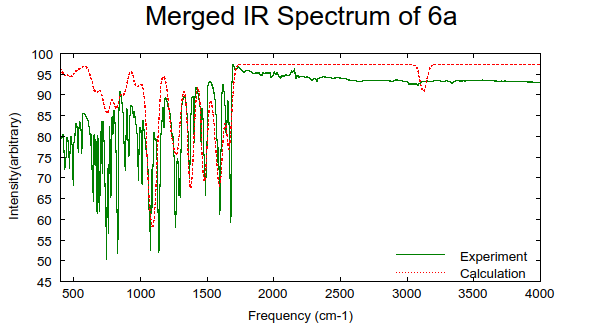 Merged IR Spectrum of 6a
100
95
90
85
80
75
70
65
60
55
50
45
Intensity(arbitrary)
Experiment
Calculation
500 1000 1500 2000 2500 3000 3500 4000
Frequency (cm-1)